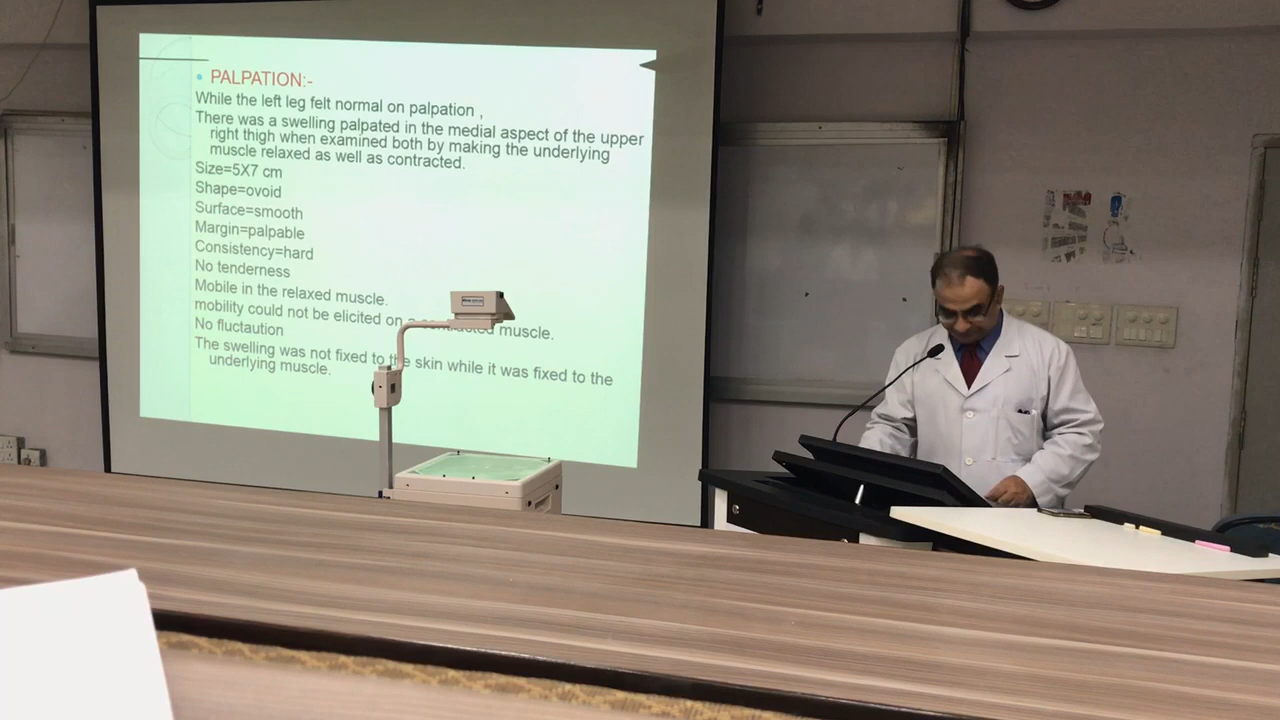 PALPATION:-
While the left leg felt normal on palpation ,
There was a swelling palpated in the medial aspect of the upper
right thigh when examined both by making the underlying
muscle relaxed as well as contracted.
Size=5X7 cm
Shape=ovoid
Surface=smooth
Margin=palpable
Consistency=hard
No tenderness
Mobile in the relaxed muscle.
mobility could not be elicited on a contracted muscle.
No fluctaution
The swelling was not fixed to the skin while it was fixed to the
underlying muscle.